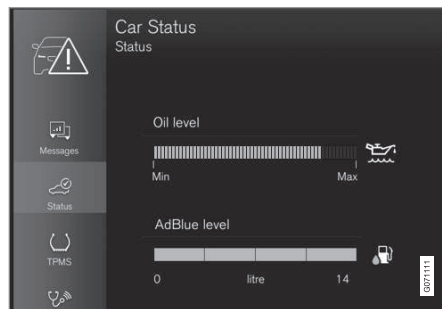 Car Status
Status
Messages
Status
TPMS
Oil level
Min Max
AdBlue level
0 litre 14
G071111